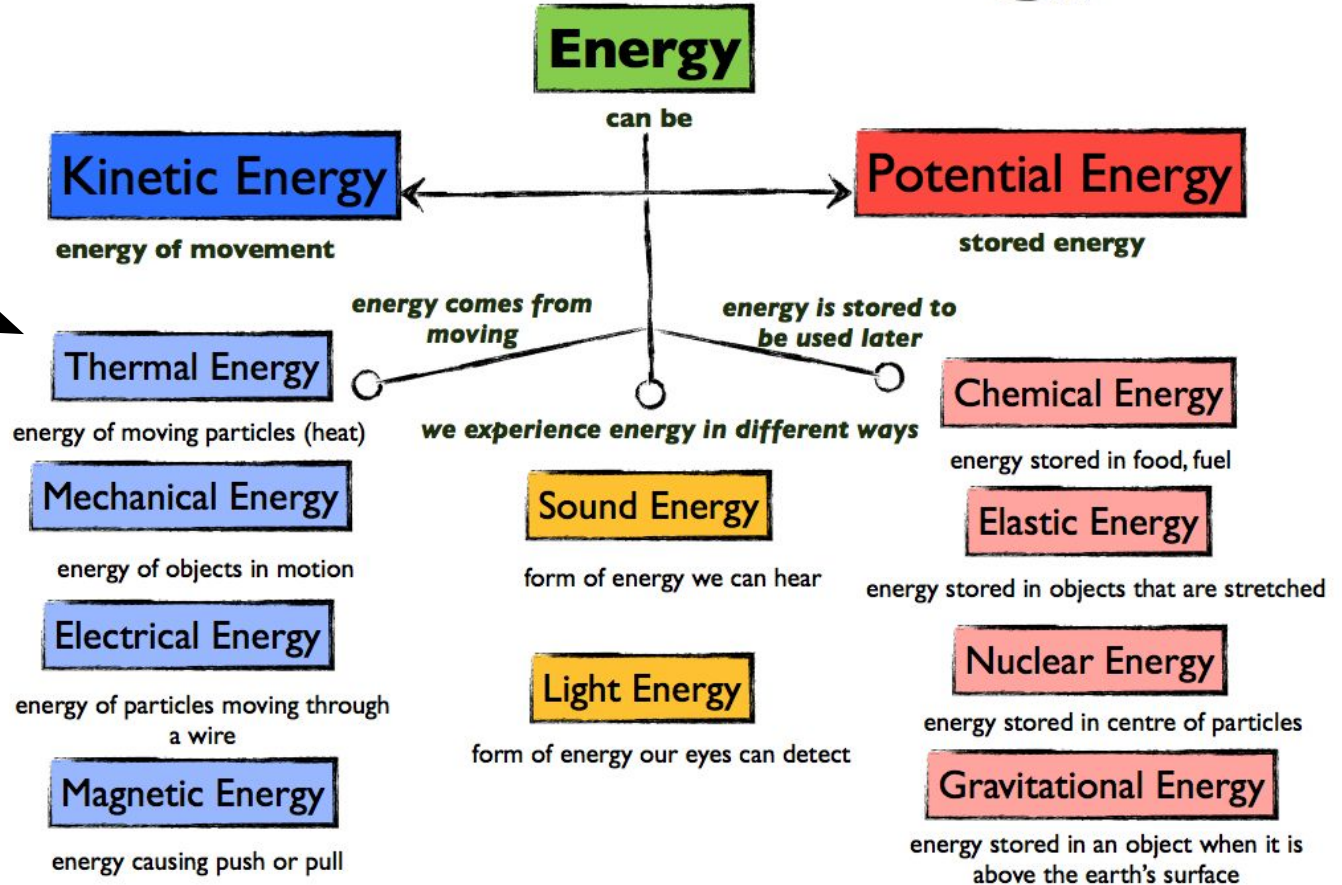 Energy
can be
Kinetic Energy
energy of movement
Potential Energy
stored energy
energy comes from
moving
energy is stored to
be used later
we experience energy in different ways
Thermal Energy
energy of moving particles (heat)
Mechanical Energy
energy of objects in motion
Electrical Energy
energy of particles moving through
a wire
Magnetic Energy
energy causing push or pull
Sound Energy
form of energy we can hear
Light Energy
form of energy our eyes can detect
Chemical Energy
energy stored in food, fuel
Elastic Energy
energy stored in objects that are stretched
Nuclear Energy
energy stored in centre of particles
Gravitational Energy
energy stored in an object when it is
above the earth's surface